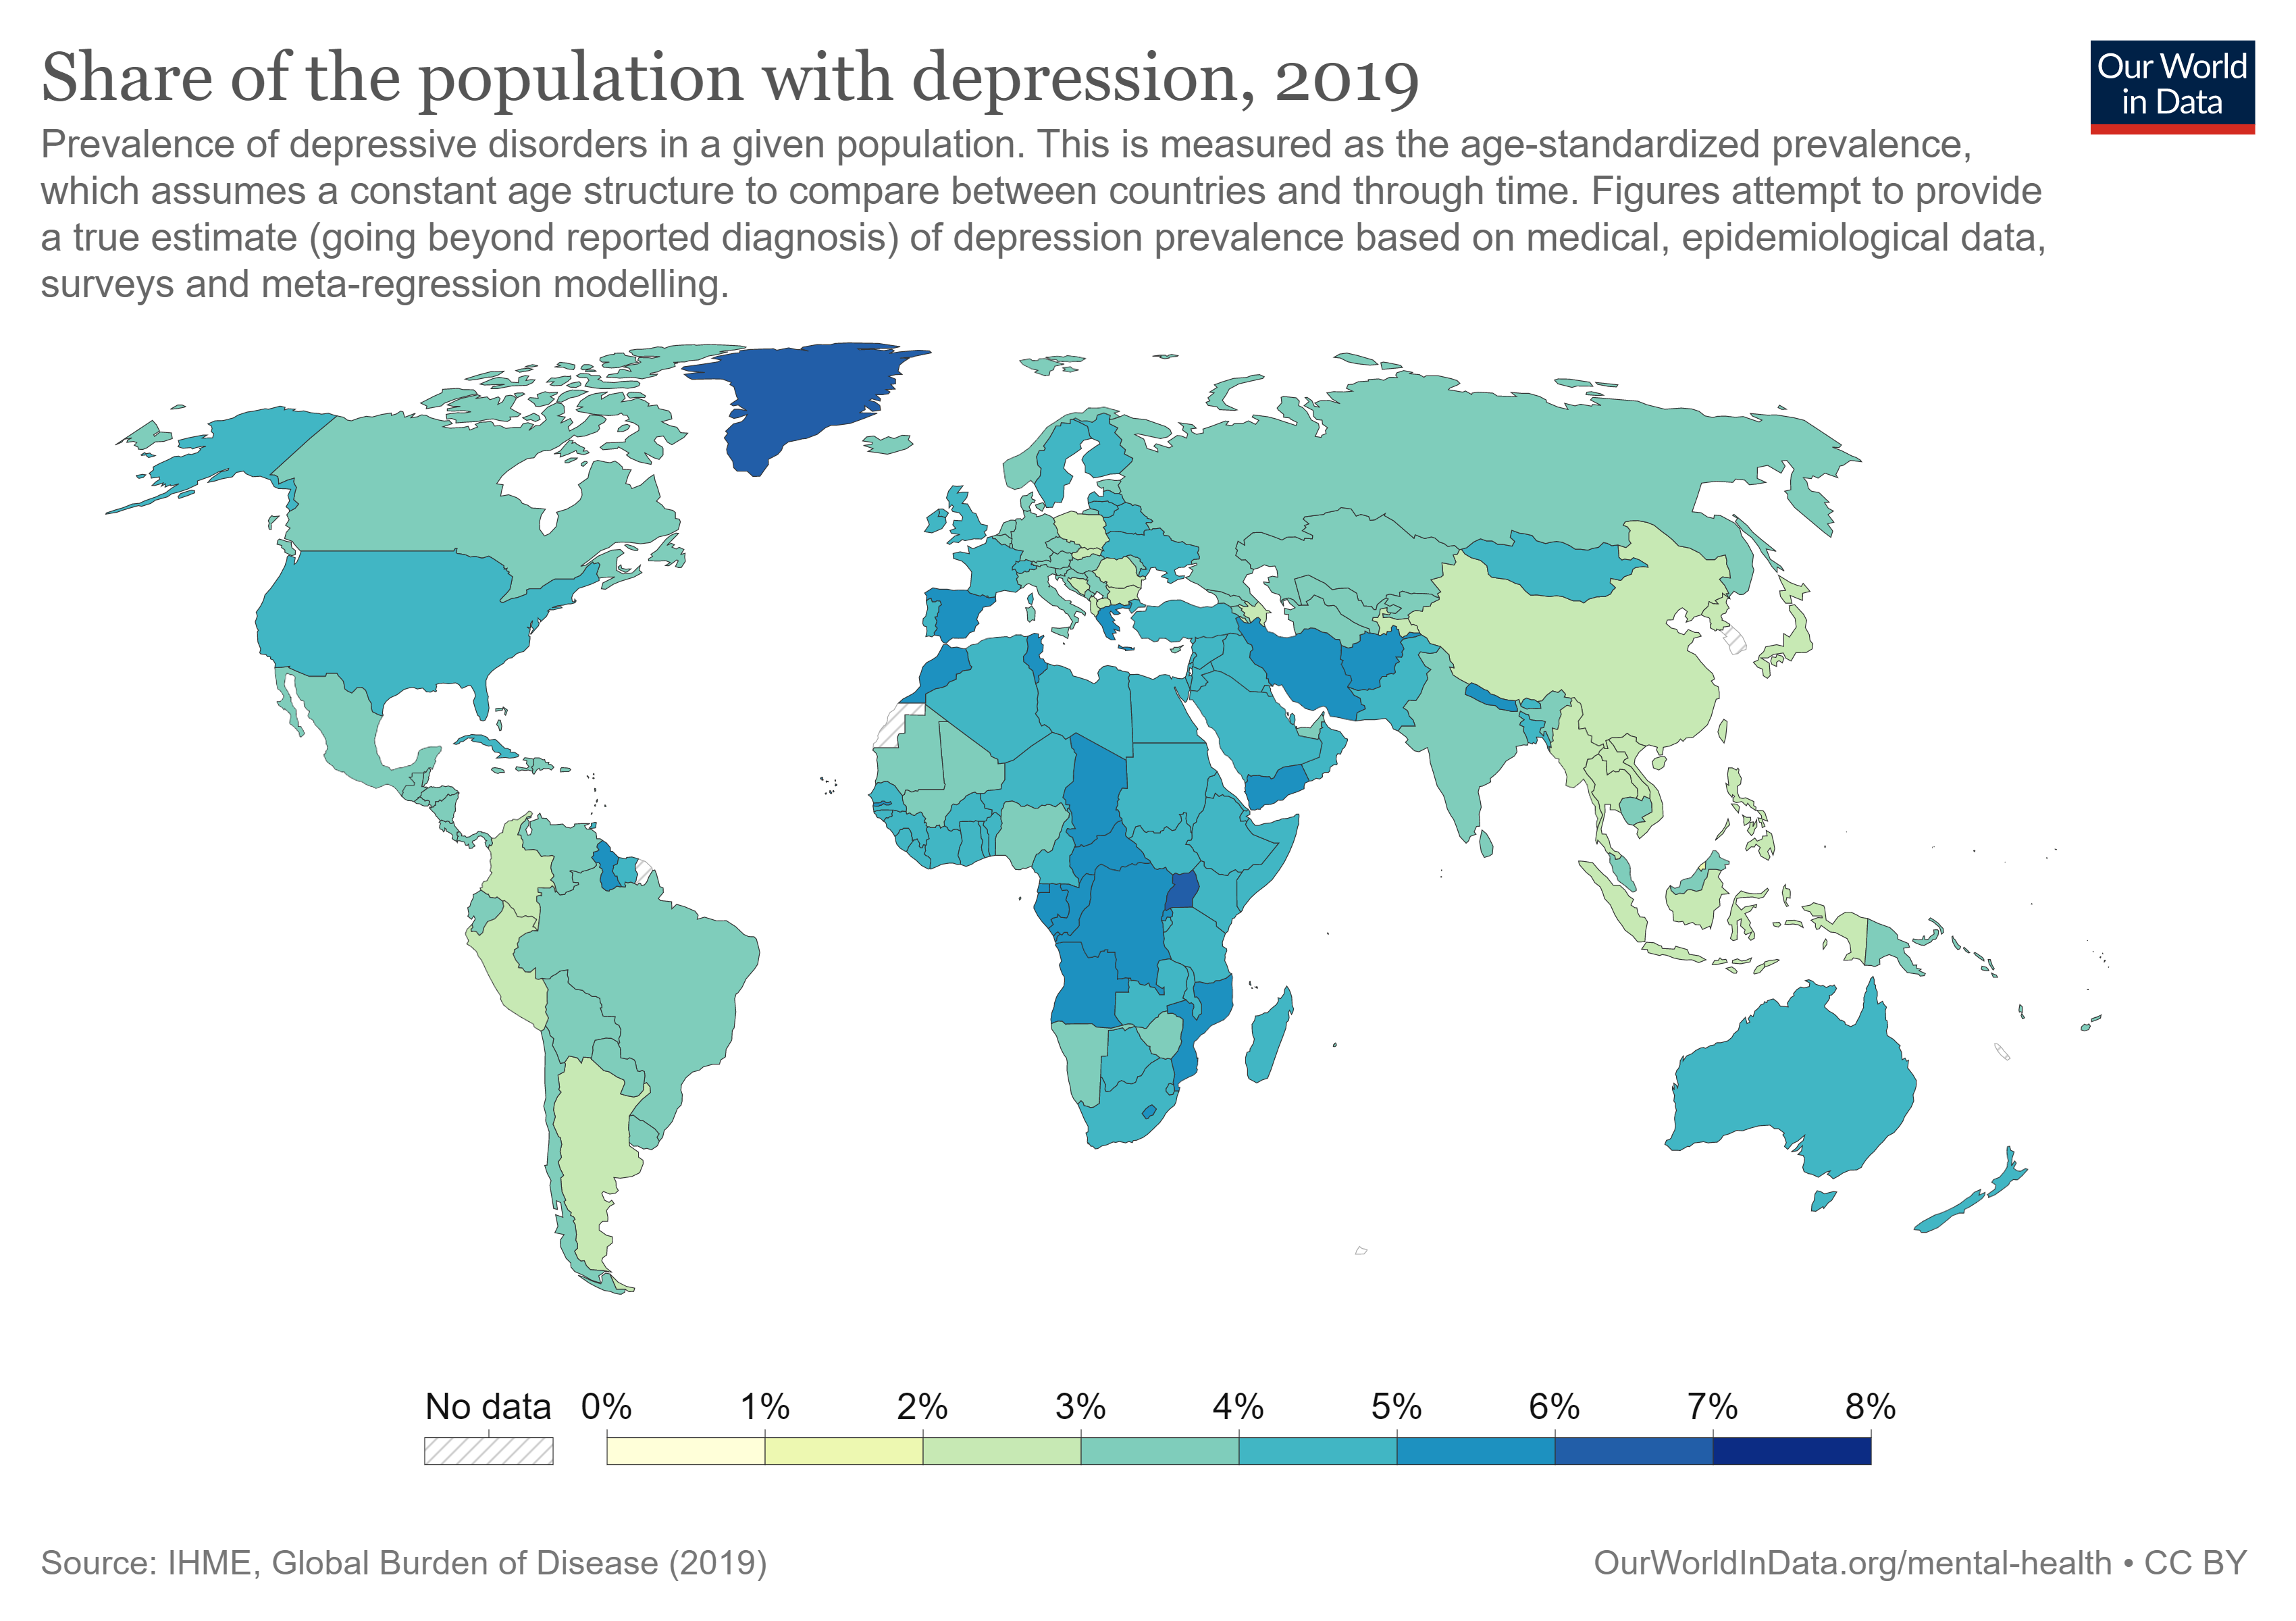 Share of the population with depression, 2019
Our World
in Data
Prevalence of depressive disorders in a given population. This is measured as the age-standardized prevalence,
which assumes a constant age structure to compare between countries and through time. Figures attempt to provide
a true estimate (going beyond reported diagnosis) of depression prevalence based on medical, epidemiological data,
surveys and meta-regression modelling.
No data 0% 1% 2% 3% 4% 5% 6% 7% 8%
Source: IHME, Global Burden of Disease (2019)
OurWorldInData.org/mental-health • CC BY